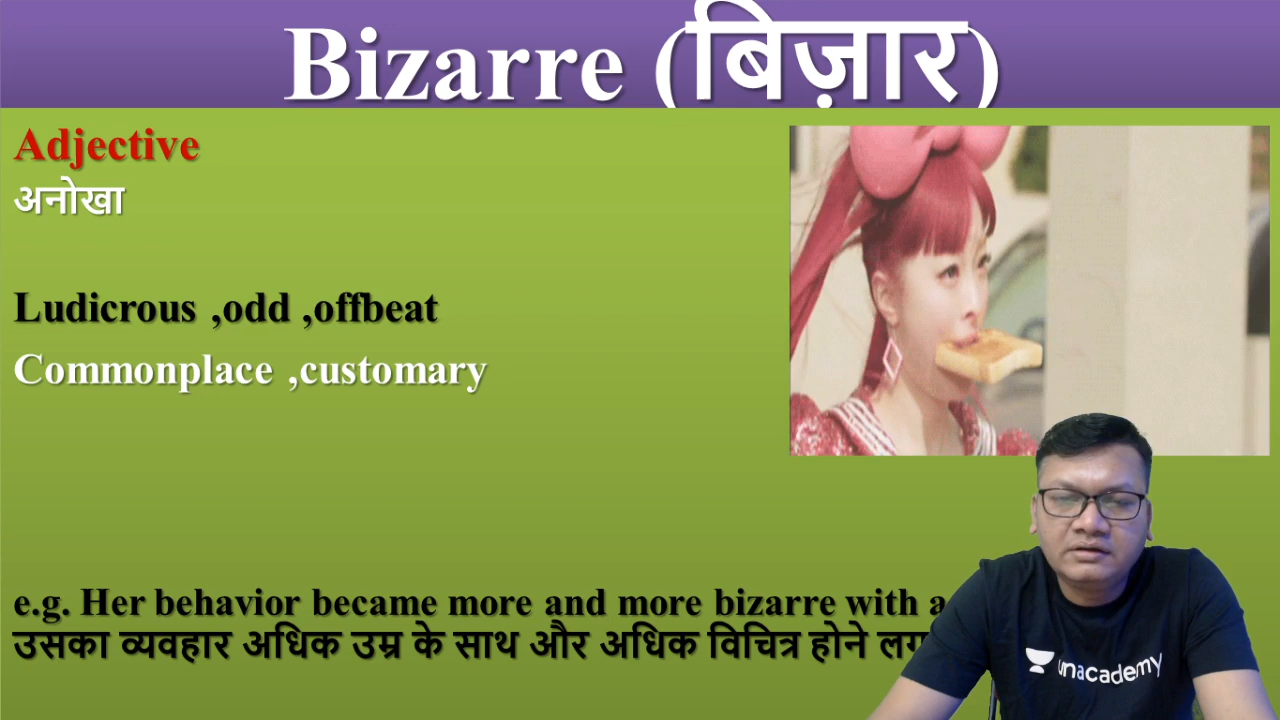 Bizarre (बिज़ार)
Adjective
अनोखा
Ludicrous ,odd ,offbeat
Commonplace ,customary
e.g. Her behavior became more and more bizarre with
उसका व्यवहार अधिक उम्र के साथ और अधिक विचित्र होने
unacademy